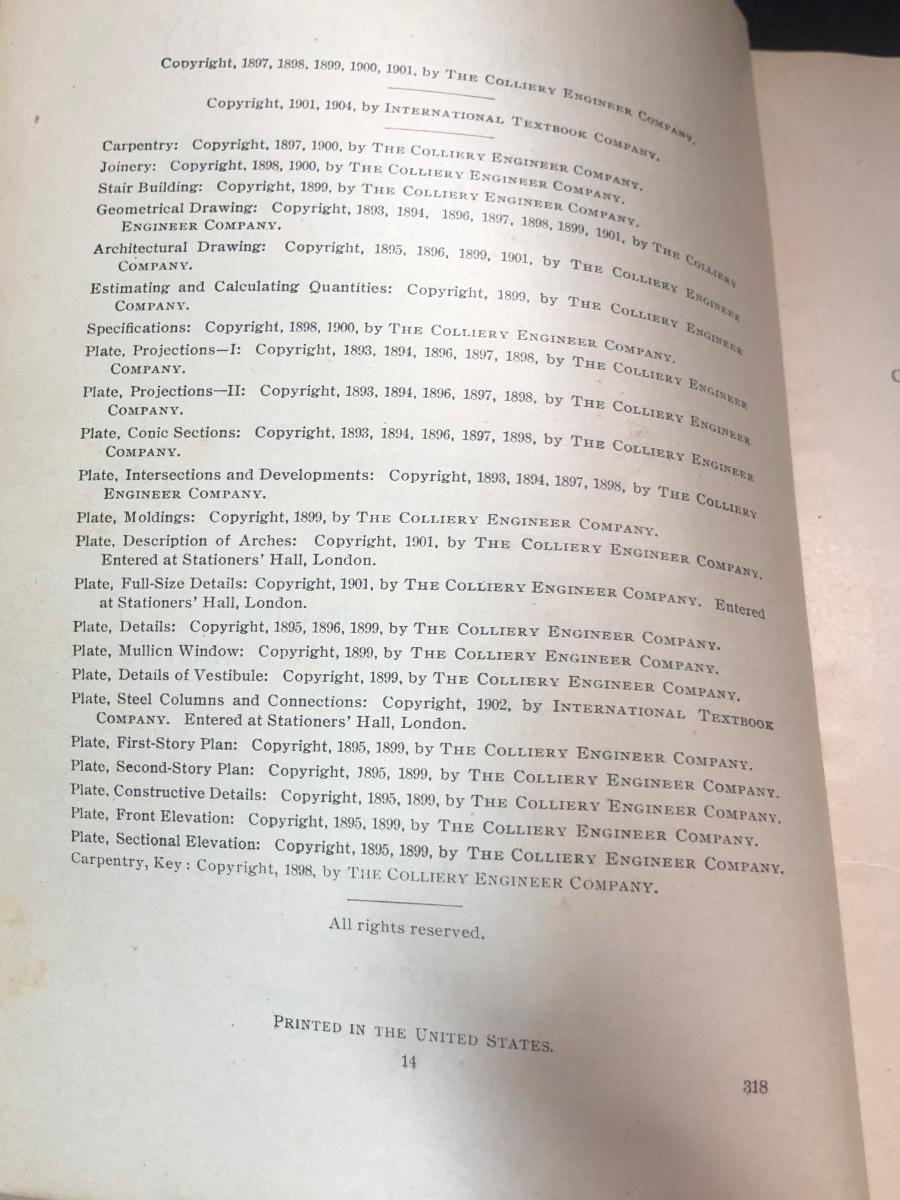 Copyright, 1897, 1898, 1899, 1900, 1901, by THE COLLIERY ENGINEER COMPANY.
Copyright, 1901, 1904, by INTERNATIONAL TEXTBOOK COMPANY.
Carpentry: Copyright, 1897, 1900, by THE COLLIERY ENGINEER COMPANY.
Joinery: Copyright, 1898, 1900, by THE COLLIERY ENGINEER COMPANY.
Stair Building: Copyright, 1899, by THE COLLIERY ENGINEER COMPANY.
Geometrical Drawing: Copyright, 1893, 1894, 1896, 1897, 1898, 1899, 1901, by THE COLLIERY
ENGINEER COMPANY.
Architectural Drawing: Copyright, 1895, 1896, 1899, 1901, by THE COLLIERY ENGINEER
COMPANY.
Estimating and Calculating Quantities: Copyright, 1899, by THE COLLIERY ENGINEER
COMPANY.
Specifications: Copyright, 1898, 1900, by THE COLLIERY ENGINEER COMPANY.
Plate, Projections—I: Copyright, 1893, 1894, 1896, 1897, 1898, by THE COLLIERY ENGINEER
COMPANY.
Plate, Projections—II: Copyright, 1893, 1894, 1896, 1897, 1898, by THE COLLIERY ENGINEER
COMPANY.
Plate, Conic Sections: Copyright, 1893, 1894, 1896, 1897, 1898, by THE COLLIERY ENGINEER
COMPANY.
Plate, Intersections and Developments: Copyright, 1893, 1894, 1897, 1898, by THE COLLIERY
ENGINEER COMPANY.
Plate, Moldings: Copyright, 1899, by THE COLLIERY ENGINEER COMPANY.
Plate, Description of Arches: Copyright, 1901, by THE COLLIERY ENGINEER COMPANY.
Entered at Stationers' Hall, London.
Plate, Full-Size Details: Copyright, 1901, by THE COLLIERY ENGINEER COMPANY. Entered
at Stationers' Hall, London.
Plate, Details: Copyright, 1895, 1896, 1899, by THE COLLIERY ENGINEER COMPANY.
Plate, Mullion Window: Copyright, 1899, by THE COLLIERY ENGINEER COMPANY.
Plate, Details of Vestibule: Copyright, 1899, by THE COLLIERY ENGINEER COMPANY.
Plate, Steel Columns and Connections: Copyright, 1902, by INTERNATIONAL TEXTBOOK
COMPANY. Entered at Stationers' Hall, London.
Plate, First-Story Plan: Copyright, 1895, 1899, by THE COLLIERY ENGINEER COMPANY.
Plate, Second-Story Plan: Copyright, 1895, 1899, by THE COLLIERY ENGINEER COMPANY.
Plate, Constructive Details: Copyright, 1895, 1899, by THE COLLIERY ENGINEER COMPANY.
Plate, Front Elevation: Copyright, 1895, 1899, by THE COLLIERY ENGINEER COMPANY.
Plate, Sectional Elevation: Copyright, 1895, 1899, by THE COLLIERY ENGINEER COMPANY.
Carpentry, Key: Copyright, 1898, by THE COLLIERY ENGINEER COMPANY.
All rights reserved.
PRINTED IN THE UNITED STATES.
14
318